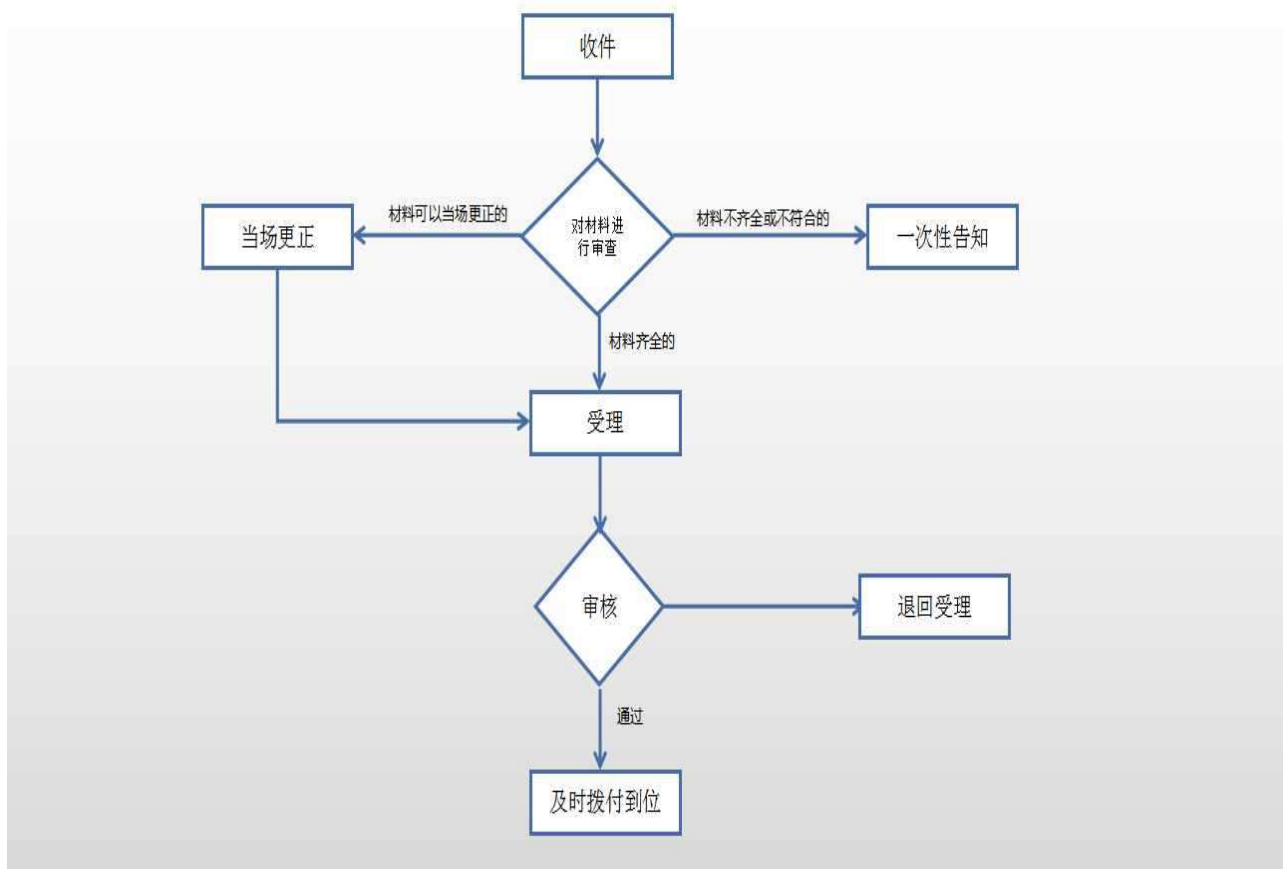 收件
材料可以当场更正的
对材料进
行审查
材料不齐全或不符合的
当场更正
一次性告知
材料齐全的
受理
审核
退回受理
通过
及时拨付到位